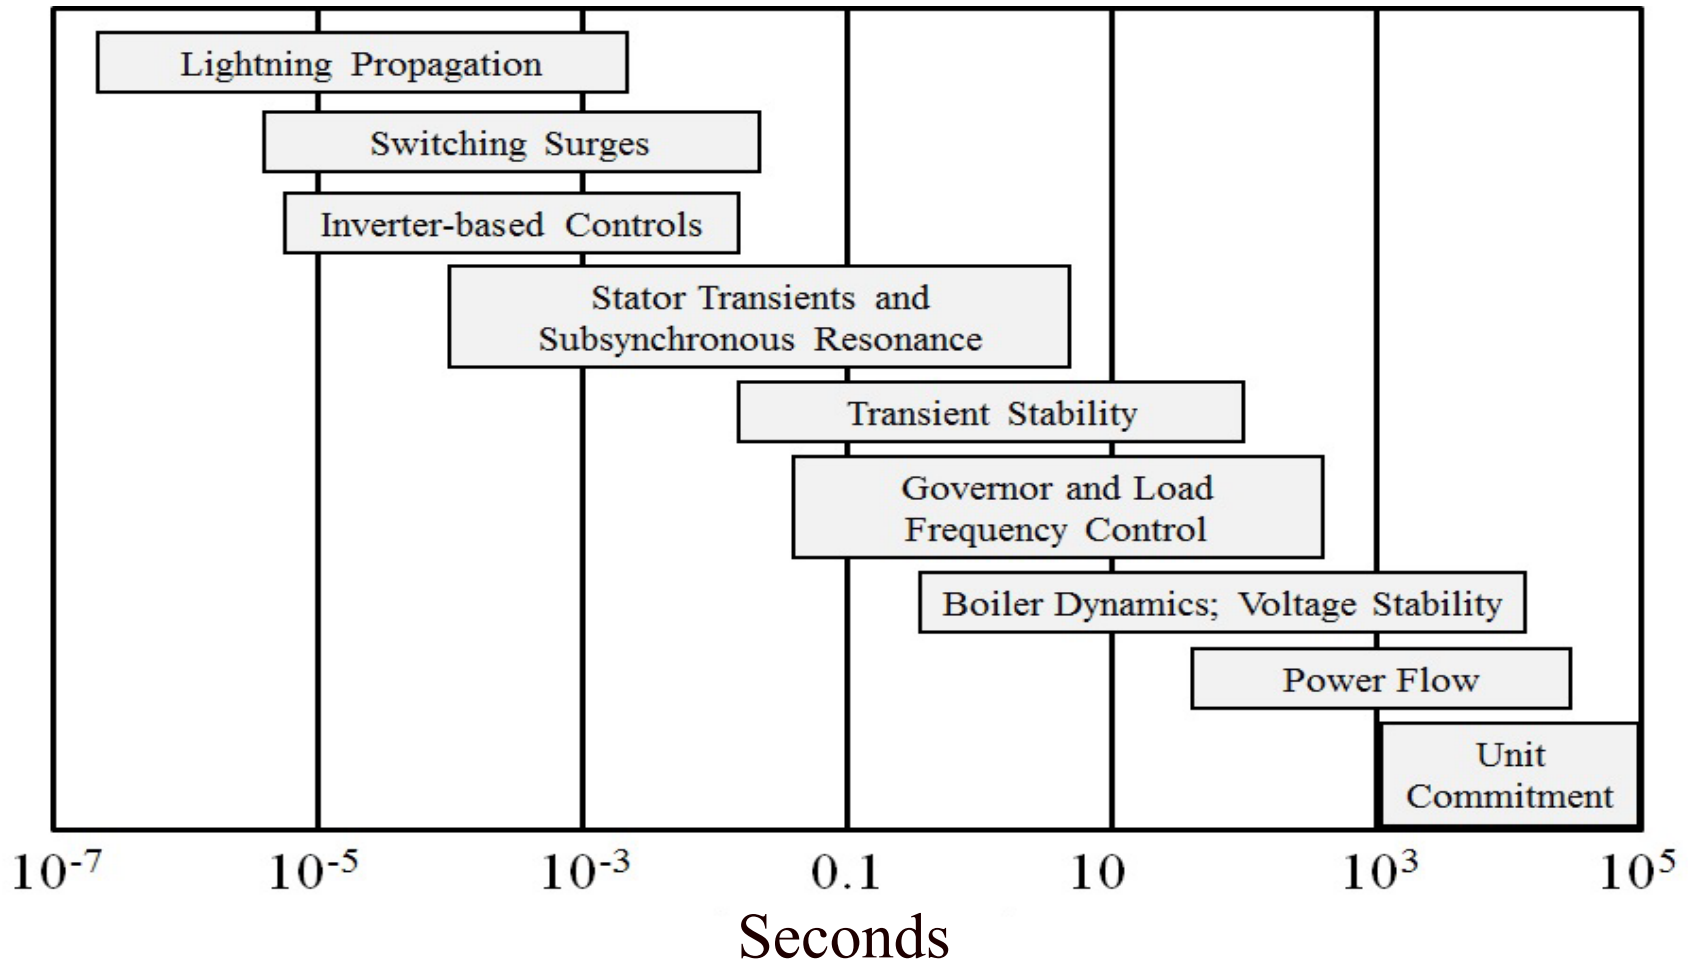 Lightning Propagation
Switching Surges
Inverter-based Controls
Stator Transients and
Subsynchronous Resonance
Transient Stability
Governor and Load
Frequency Control
Boiler Dynamics; Voltage Stability
Power Flow
Unit
Commitment
10⁻⁷ 10⁻⁵ 10⁻³ 0.1 10 10³ 10⁵
Seconds